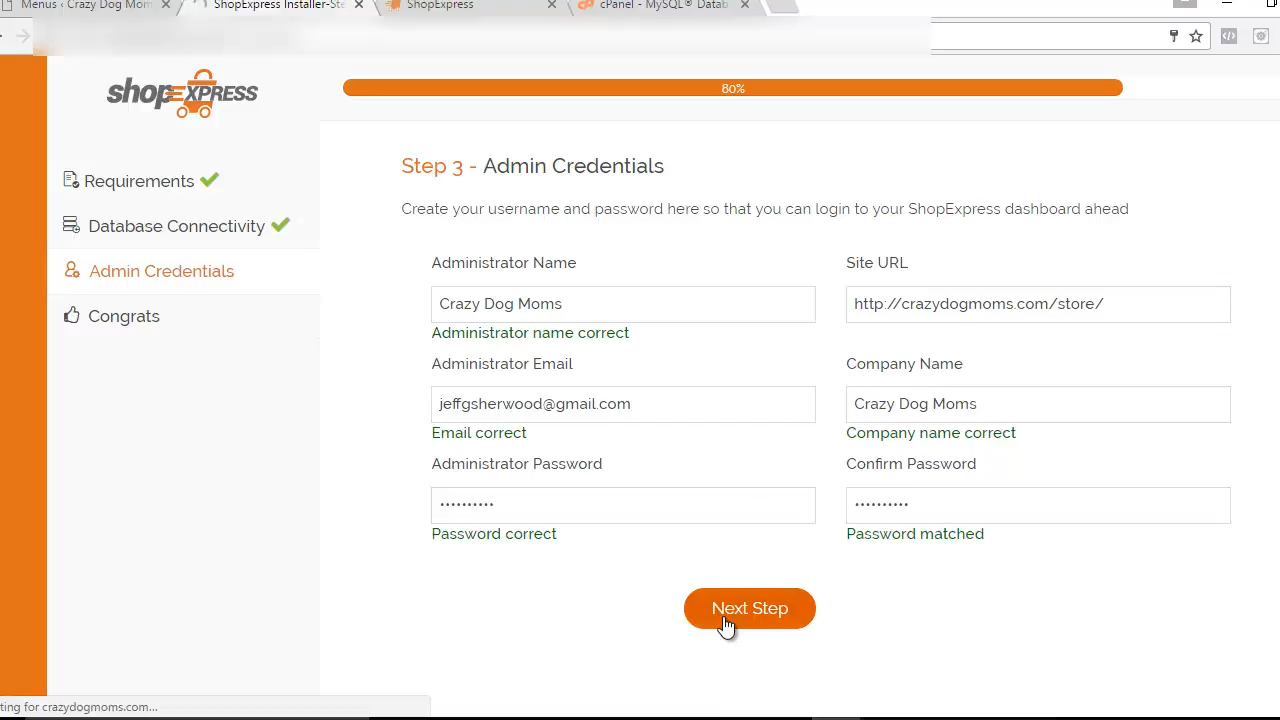 Menus ‹ Crazy Dog Mom
ShopExpress Installer-Ste
ShopExpress
cPanel - MySQL® Datab
shopEXPRESS
80%
Requirements
Database Connectivity
Admin Credentials
Congrats
Step 3 - Admin Credentials
Create your username and password here so that you can login to your ShopExpress dashboard ahead
Administrator Name
Site URL
Crazy Dog Moms
http://crazydogmoms.com/store/
Administrator name correct
Administrator Email
Company Name
jeffgsherwood@gmail.com
Crazy Dog Moms
Email correct
Company name correct
Administrator Password
Confirm Password
••••••••••
••••••••••
Password correct
Password matched
Next Step
ting for crazydogmoms.com...